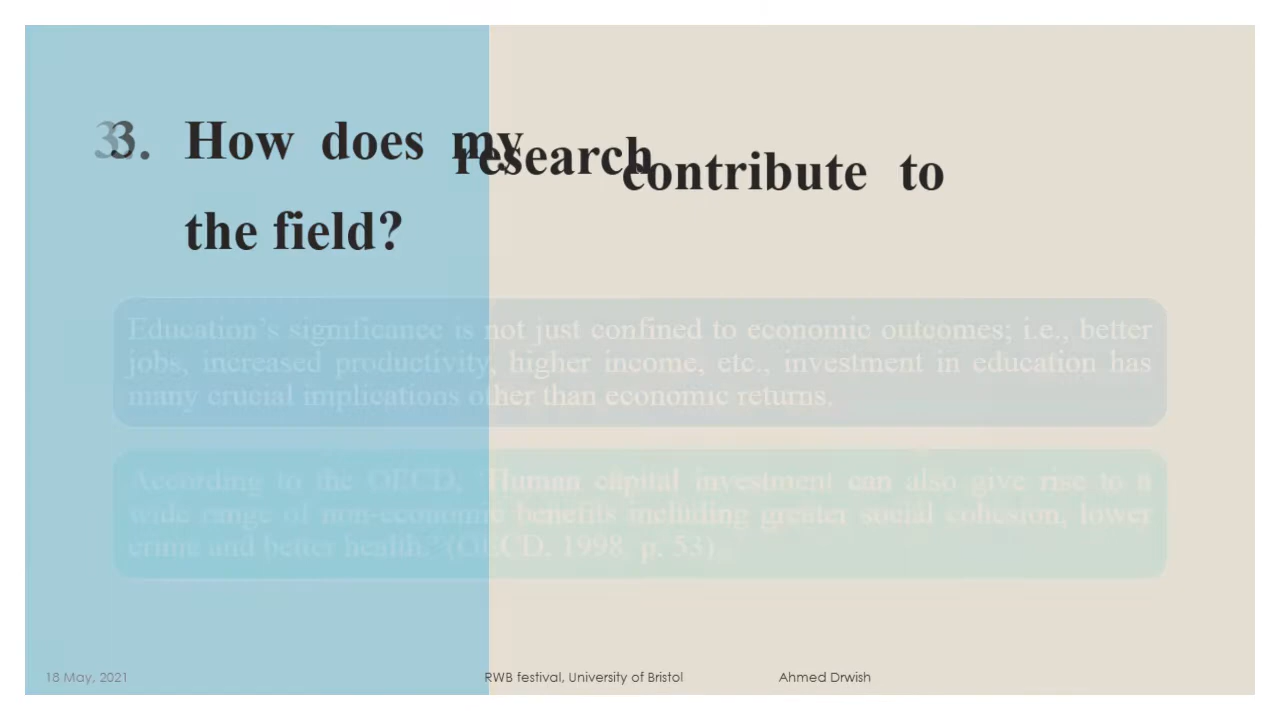 3. How does my research contribute to
the field?
Education's significance is not just confined to economic outcomes; i.e., better
jobs, increased productivity, higher income, etc., investment in education has
many crucial implications other than economic returns.
According to the OECD, "Human capital investment can also give rise to a
wide range of non-economic benefits including greater social cohesion, lower
crime and better health."(OECD, 1998, p. 53).
18 May, 2021
RWB festival, University of Bristol
Ahmed Drwish